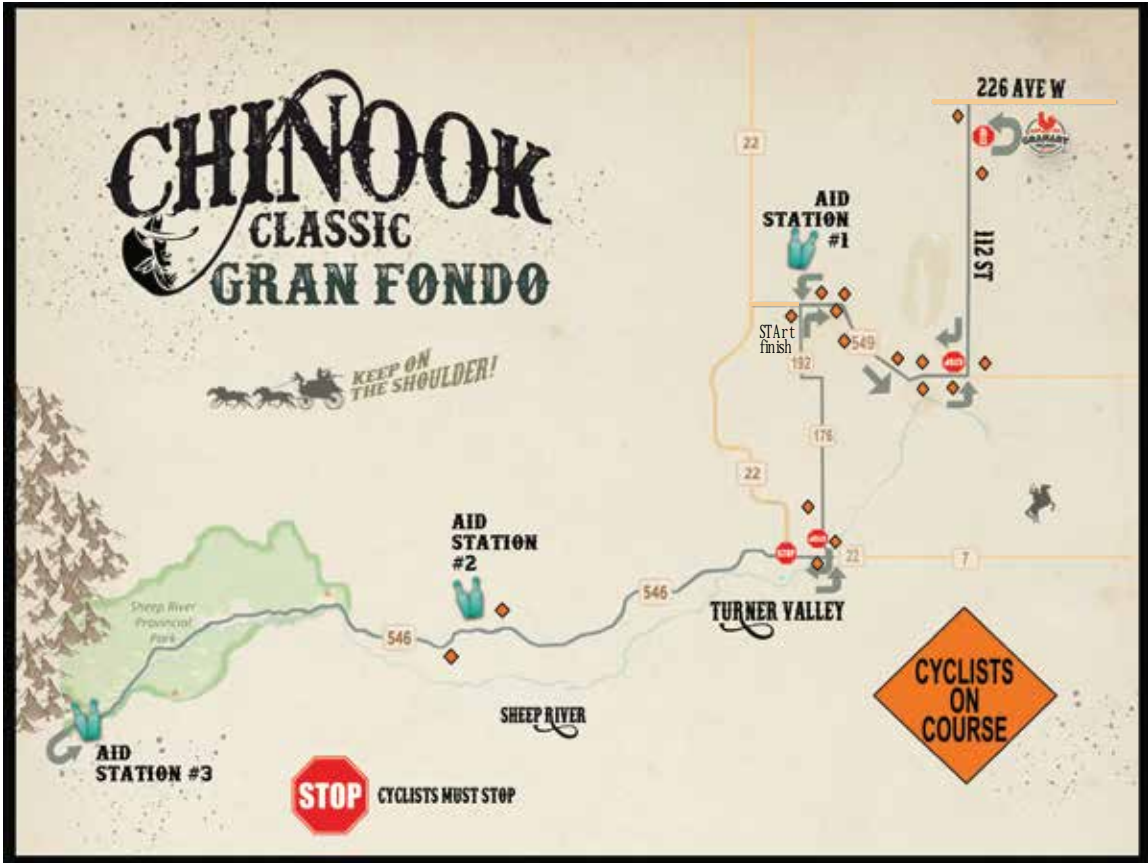 CHINOOK
CLASSIC
GRAN FONDO
KEEP ON
THE SHOULDER!
226 AVE W
GRANARY
22
AID
STATION
#1
112 ST
STArt
finish
549
192
176
22
STOP
22
7
TURNER VALLEY
AID
STATION
#2
546
546
Sheep River
Provincial
Park
SHEEP RIVER
AID
STATION #3
STOP
CYCLISTS MUST STOP
CYCLISTS
ON
COURSE